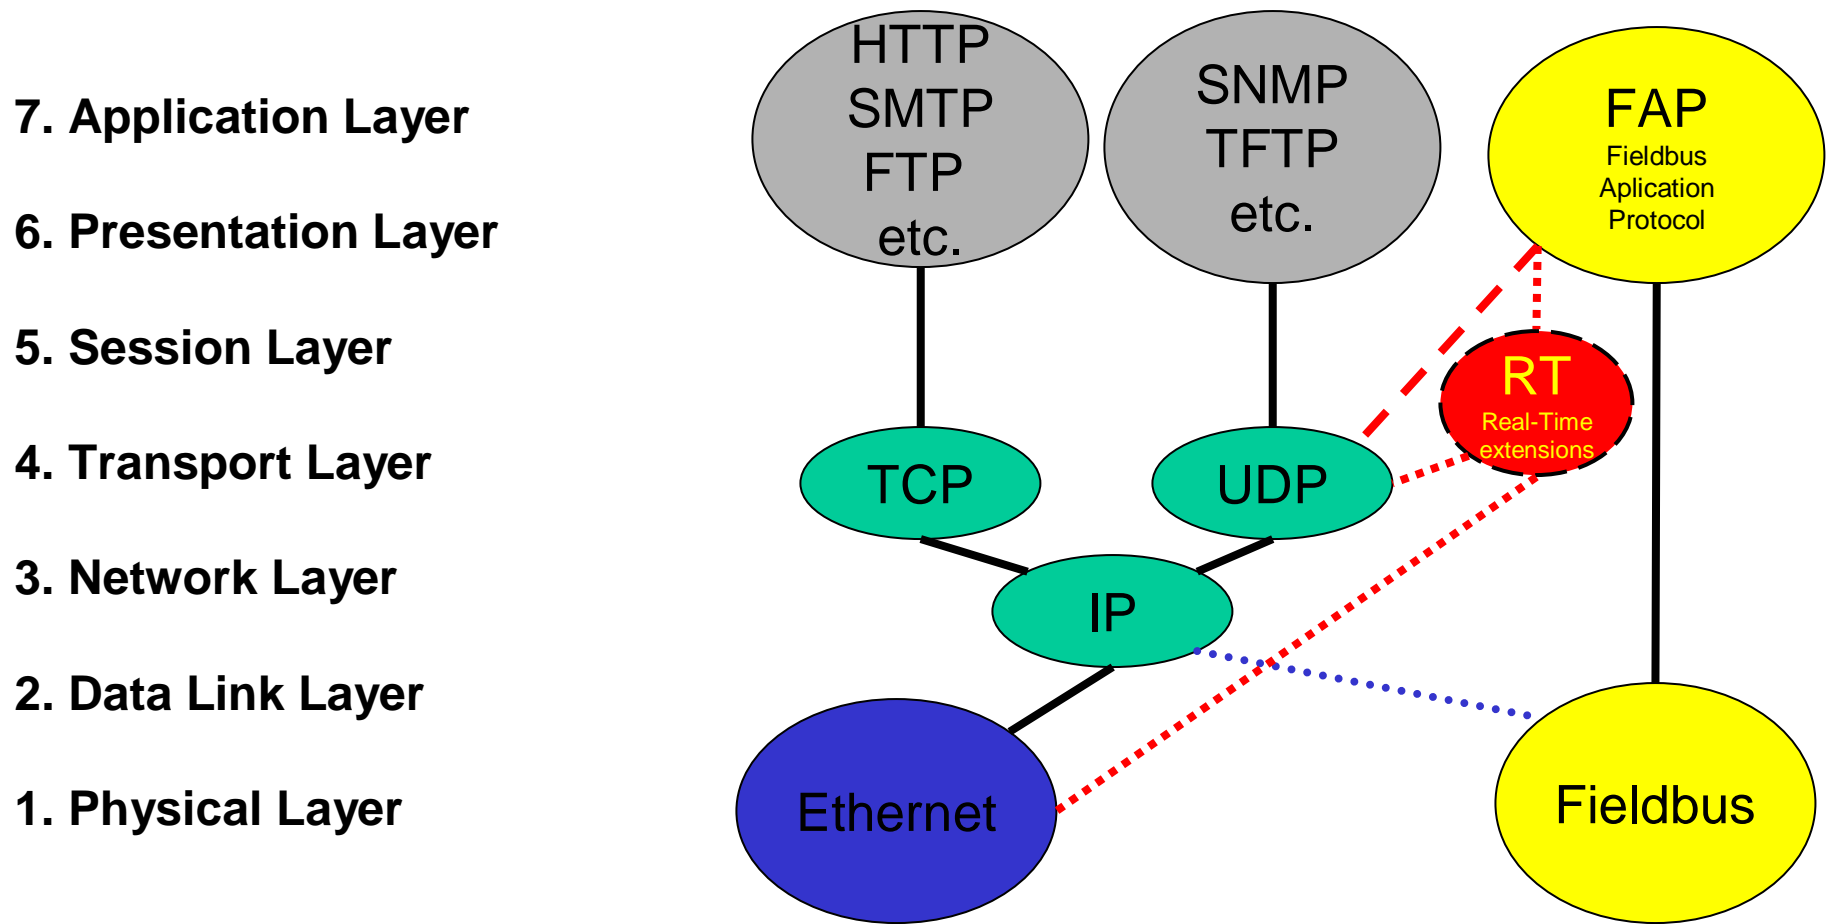 7. Application Layer
6. Presentation Layer
5. Session Layer
4. Transport Layer
3. Network Layer
2. Data Link Layer
1. Physical Layer
HTTP
SMTP
FTP
etc.
SNMP
TFTP
etc.
FAP
Fieldbus
Aplication
Protocol
RT
Real-Time
extensions
TCP
UDP
IP
Ethernet
Fieldbus